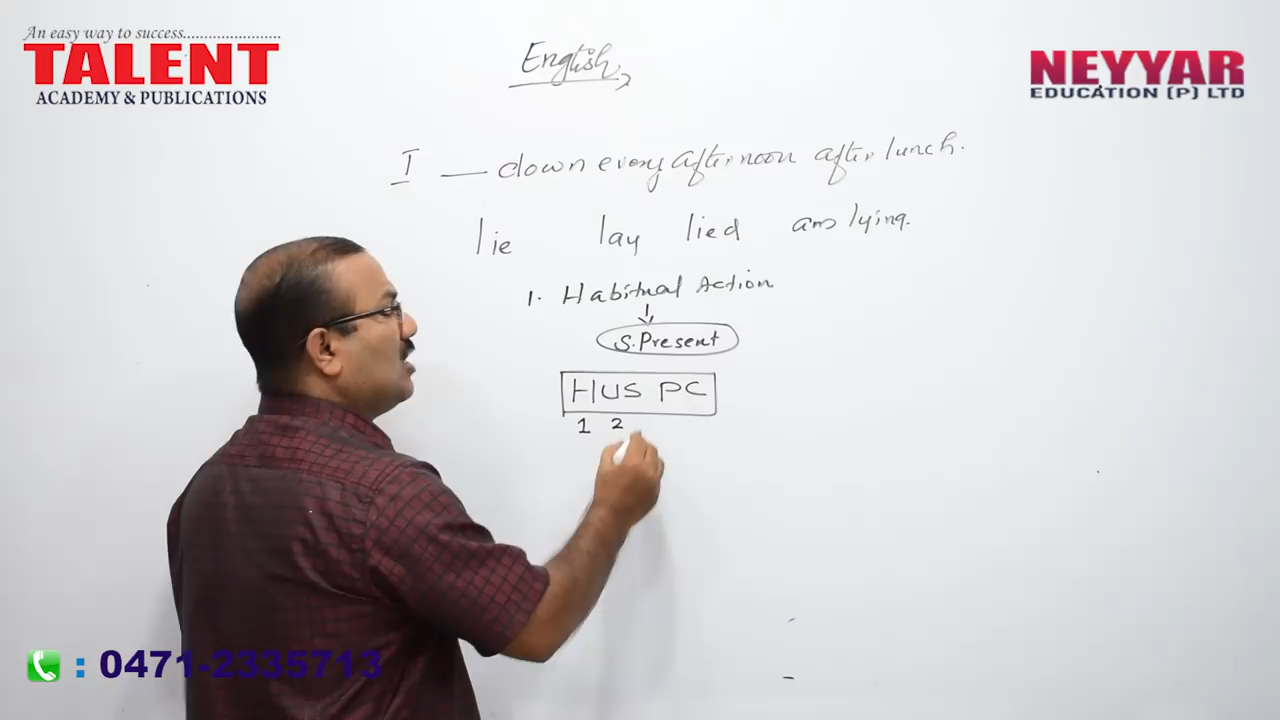 An easy way to success......................
TALENT
ACADEMY & PUBLICATIONS
NEYYAR
EDUCATION (P) LTD
English
I — down every afternoon after lunch.
lie lay lied am lying.
1. Habitual Action
↓
S. Present
HUS PC
1 2
: 0471-2335713